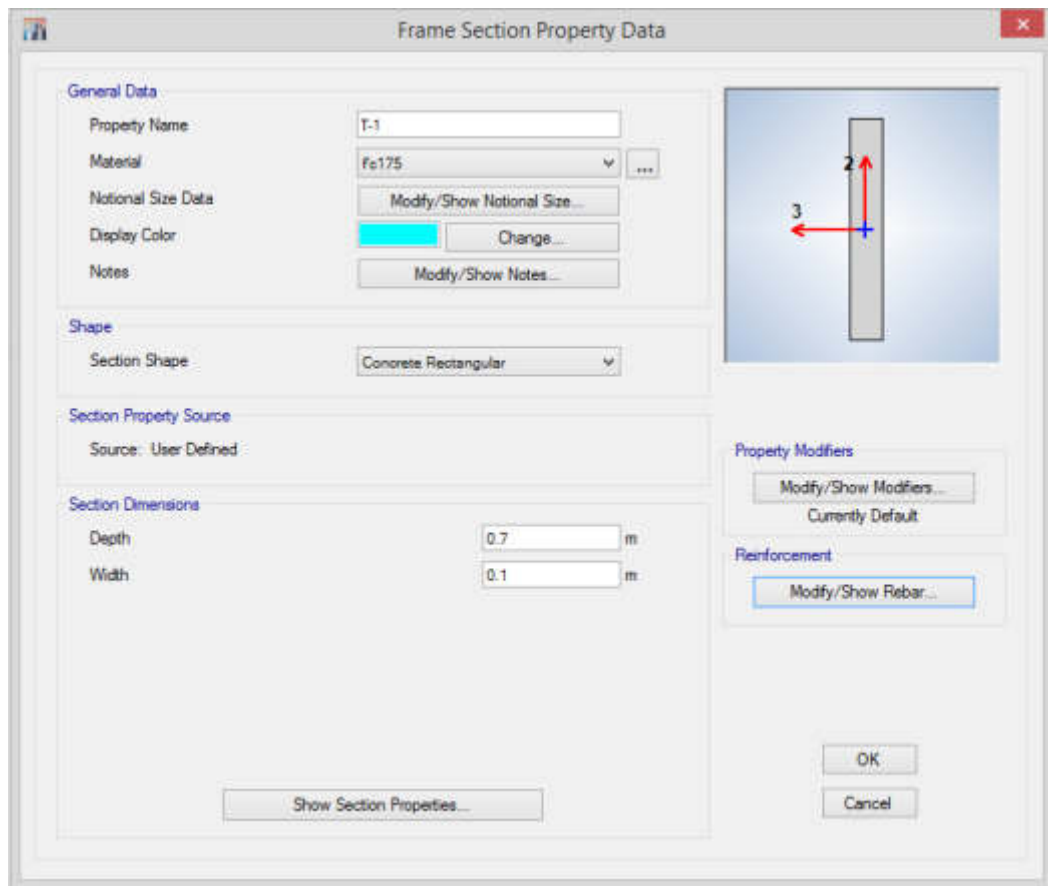 Frame Section Property Data
General Data
Property Name T-1
Material Fc175 ...
Notional Size Data Modify/Show Notional Size...
Display Color Change...
Notes Modify/Show Notes...
2
3
Shape
Section Shape Concrete Rectangular
Section Property Source
Source: User Defined
Property Modifiers
Modify/Show Modifiers...
Currently Default
Section Dimensions
Depth 0.7 m
Width 0.1 m
Reinforcement
Modify/Show Rebar...
OK
Show Section Properties...
Cancel